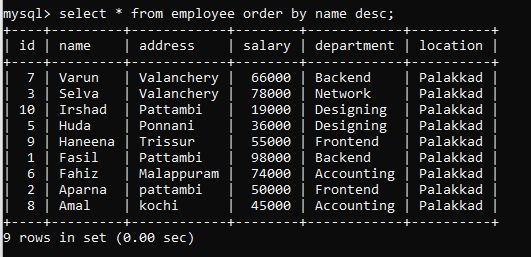 mysql> select * from employee order by name desc;
+----+---------+------------+--------+------------+----------+
| id | name | address | salary | department | location |
+----+---------+------------+--------+------------+----------+
| 7 | Varun | Valanchery | 66000 | Backend | Palakkad |
| 3 | Selva | Valanchery | 78000 | Network | Palakkad |
| 10 | Irshad | Pattambi | 19000 | Designing | Palakkad |
| 5 | Huda | Ponnani | 36000 | Designing | Palakkad |
| 9 | Haneena | Trissur | 55000 | Frontend | Palakkad |
| 1 | Fasil | Pattambi | 98000 | Backend | Palakkad |
| 6 | Fahiz | Malappuram | 74000 | Accounting | Palakkad |
| 2 | Aparna | pattambi | 50000 | Frontend | Palakkad |
| 8 | Amal | kochi | 45000 | Accounting | Palakkad |
+----+---------+------------+--------+------------+----------+
9 rows in set (0.00 sec)